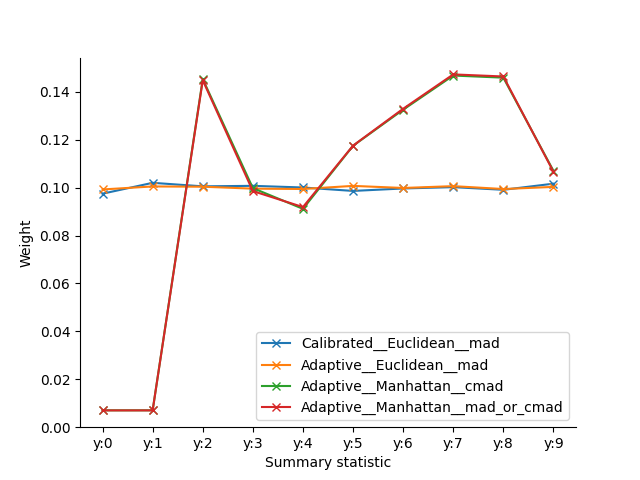 0.14
0.12
0.10
0.08
0.06
0.04
0.02
0.00
Weight
Calibrated__Euclidean__mad
Adaptive__Euclidean__mad
Adaptive__Manhattan__cmad
Adaptive__Manhattan__mad_or_cmad
y:0 y:1 y:2 y:3 y:4 y:5 y:6 y:7 y:8 y:9
Summary statistic